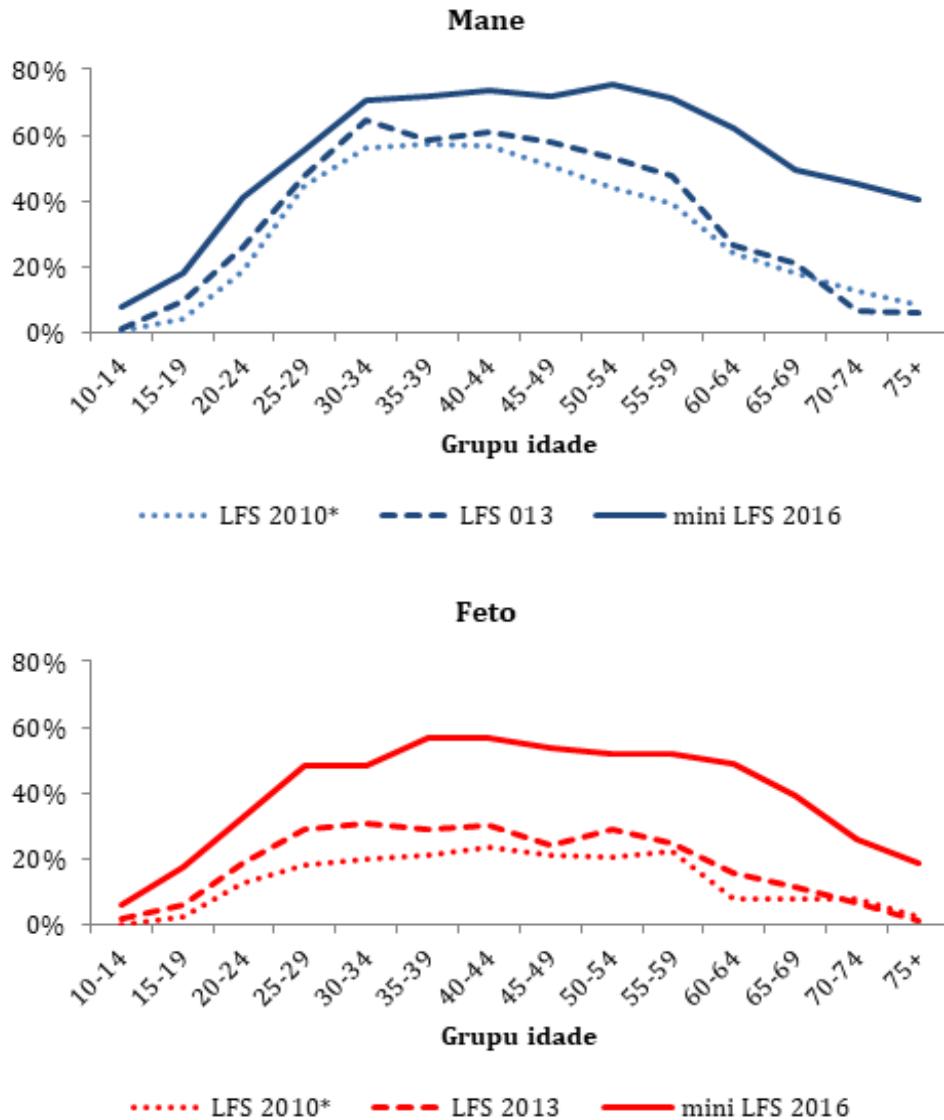 Mane
80%
60%
40%
20%
0%
10-14 15-19 20-24 25-29 30-34 35-39 40-44 45-49 50-54 55-59 60-64 65-69 70-74 75+
Grupu idade
LFS 2010* LFS 013 mini LFS 2016
Feto
80%
60%
40%
20%
0%
10-14 15-19 20-24 25-29 30-34 35-39 40-44 45-49 50-54 55-59 60-64 65-69 70-74 75+
Grupu idade
LFS 2010* LFS 2013 mini LFS 2016